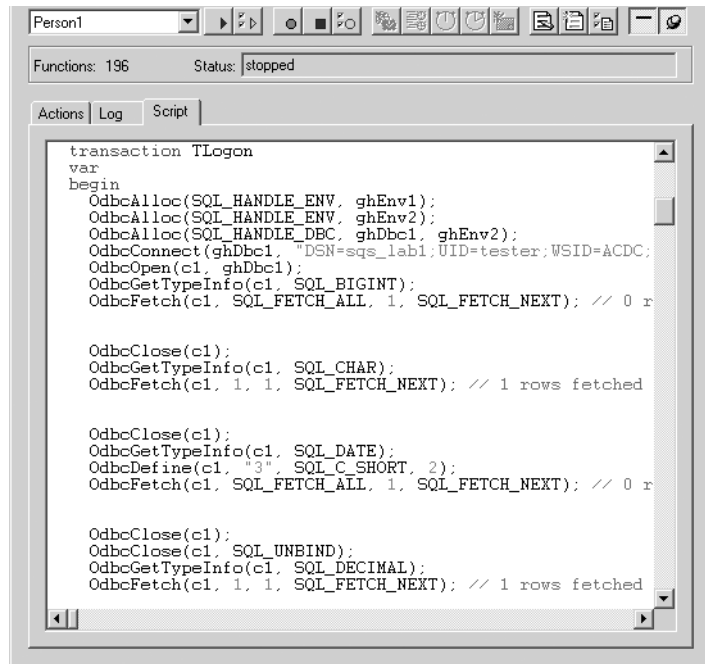 Person1
Functions: 196 Status: stopped
Actions Log Script
transaction TLogon
var
begin
OdbcAlloc(SQL_HANDLE_ENV, ghEnv1);
OdbcAlloc(SQL_HANDLE_ENV, ghEnv2);
OdbcAlloc(SQL_HANDLE_DBC, ghDbc1, ghEnv2);
OdbcConnect(ghDbc1, "DSN=sqs_lab1;UID=tester;WSID=ACDC;
OdbcOpen(c1, ghDbc1);
OdbcGetTypeInfo(c1, SQL_BIGINT);
OdbcFetch(c1, SQL_FETCH_ALL, 1, SQL_FETCH_NEXT); // 0 r
OdbcClose(c1);
OdbcGetTypeInfo(c1, SQL_CHAR);
OdbcFetch(c1, 1, 1, SQL_FETCH_NEXT); // 1 rows fetched
OdbcClose(c1);
OdbcGetTypeInfo(c1, SQL_DATE);
OdbcDefine(c1, "3", SQL_C_SHORT, 2);
OdbcFetch(c1, SQL_FETCH_ALL, 1, SQL_FETCH_NEXT); // 0 r
OdbcClose(c1);
OdbcClose(c1, SQL_UNBIND);
OdbcGetTypeInfo(c1, SQL_DECIMAL);
OdbcFetch(c1, 1, 1, SQL_FETCH_NEXT); // 1 rows fetched